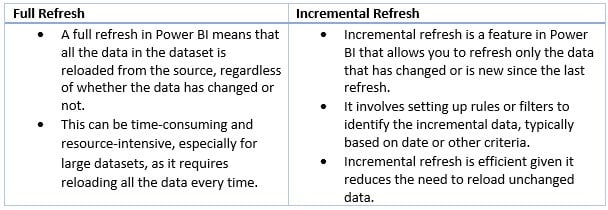 Full Refresh
• A full refresh in Power BI means that
all the data in the dataset is
reloaded from the source, regardless
of whether the data has changed or
not.
• This can be time-consuming and
resource-intensive, especially for
large datasets, as it requires
reloading all the data every time.
Incremental Refresh
• Incremental refresh is a feature in Power
BI that allows you to refresh only the data
that has changed or is new since the last
refresh.
• It involves setting up rules or filters to
identify the incremental data, typically
based on date or other criteria.
• Incremental refresh is efficient given it
reduces the need to reload unchanged
data.